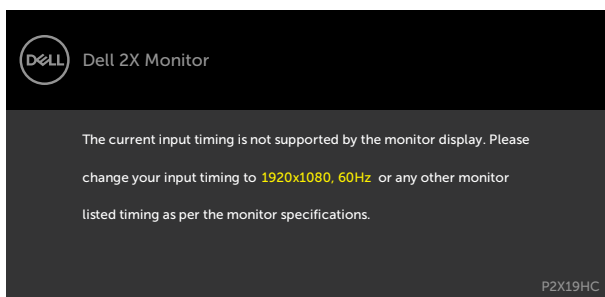 DELL
Dell 2X Monitor
The current input timing is not supported by the monitor display. Please
change your input timing to 1920x1080, 60Hz or any other monitor
listed timing as per the monitor specifications.
P2X19HC